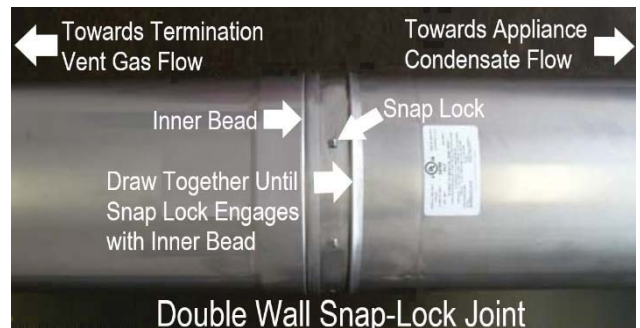 Towards Termination
Vent Gas Flow
Towards Appliance
Condensate Flow
Inner Bead
Snap Lock
Draw Together Until
Snap Lock Engages
with Inner Bead
Double Wall Snap-Lock Joint